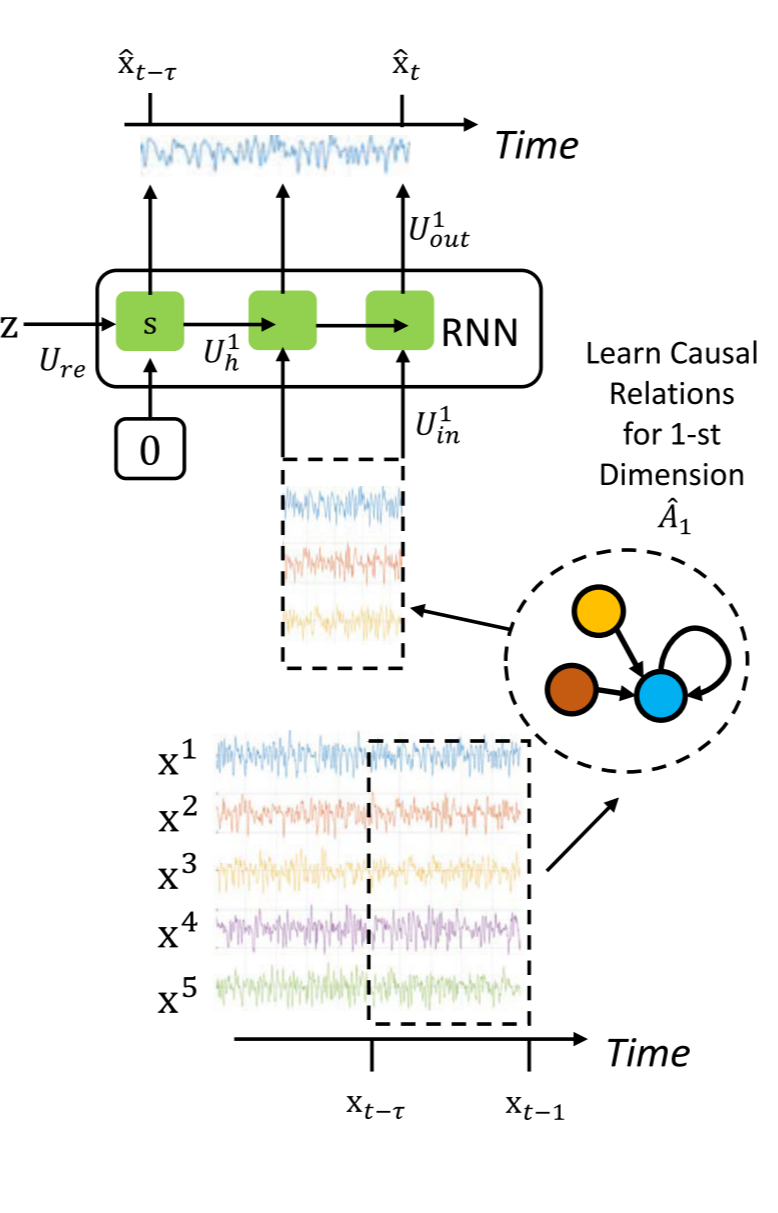 x̂_{t−τ} x̂_t
Time
U^1_{out}
z s RNN
U_{re} U^1_h
0 U^1_{in}
Learn Causal
Relations
for 1-st
Dimension
Â_1
x^1
x^2
x^3
x^4
x^5
Time
x_{t−τ} x_{t−1}